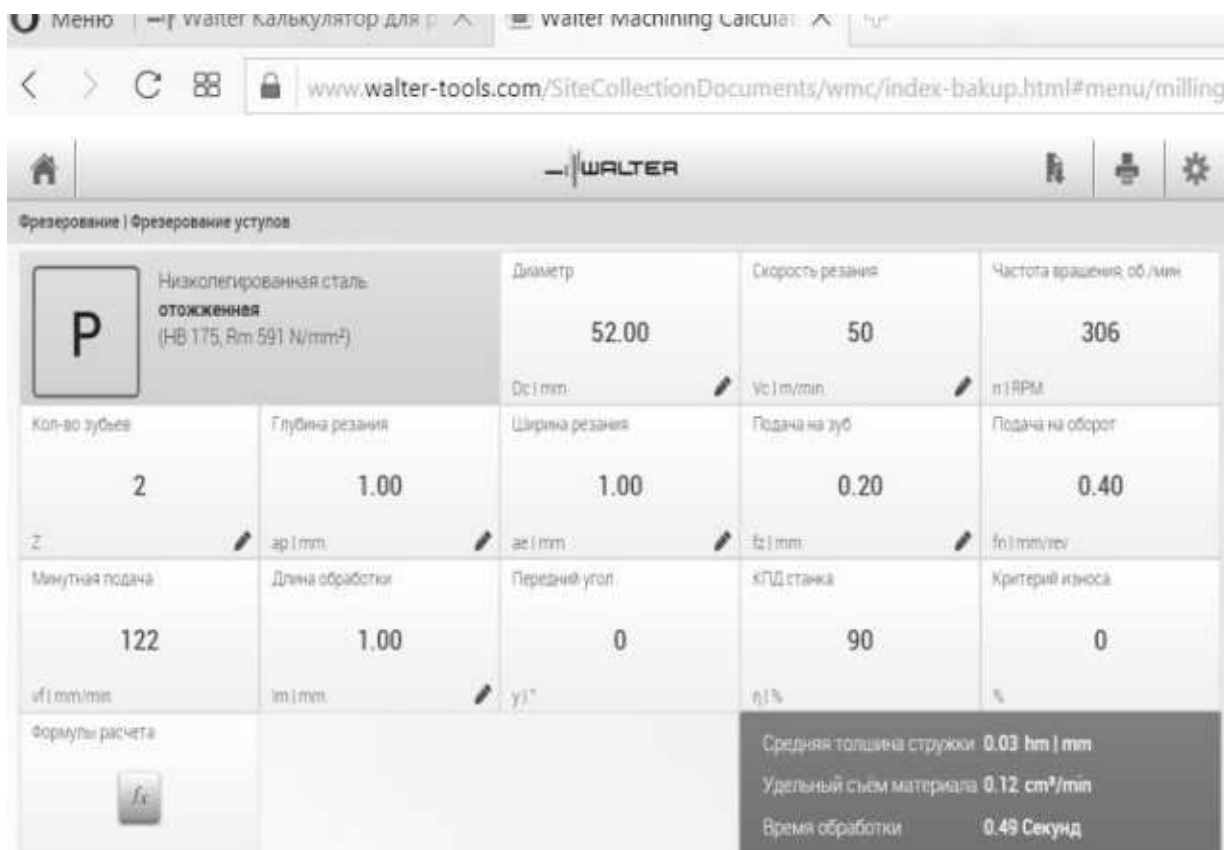 Меню
Walter Калькулятор для р
Walter Machining Calculat
www.walter-tools.com/SiteCollectionDocuments/wmc/index-bakup.html#menu/milling
WALTER
Фрезерование | Фрезерование уступов
P
Низколегированная сталь
отожженная
(HB 175, Rm 591 N/mm²)
Диаметр
52.00
Dc | mm
Скорость резания
50
Vc | m/min
Частота вращения, об./мин
306
n | RPM
Кол-во зубьев
2
Z
Глубина резания
1.00
ap | mm
Ширина резания
1.00
ae | mm
Подача на зуб
0.20
fz | mm
Подача на оборот
0.40
fn | mm/rev
Минутная подача
122
vf | mm/min
Длина обработки
1.00
lm | mm
Передний угол
0
γ | °
КПД станка
90
η | %
Критерий износа
0
%
Формулы расчета
fx
Средняя толшина стружки 0.03 hm | mm
Удельный съём материала 0.12 cm³/min
Время обработки 0.49 Секунд